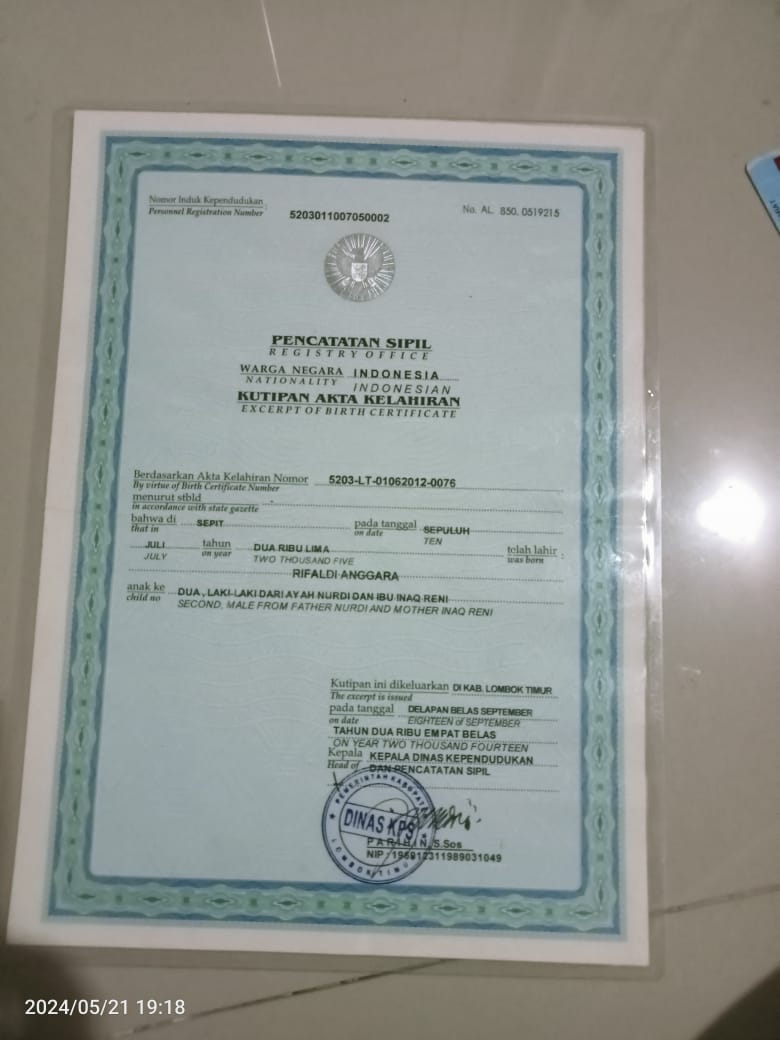 Nomor Induk Kependudukan :
Personnel Registration Number
5203011007050002
No. AL. 850. 0519215
PENCATATAN SIPIL
REGISTRY OFFICE
WARGA NEGARA INDONESIA
NATIONALITY INDONESIAN
KUTIPAN AKTA KELAHIRAN
EXCERPT OF BIRTH CERTIFICATE
Berdasarkan Akta Kelahiran Nomor 5203-LT-01062012-0076
By virtue of Birth Certificate Number
menurut stbld
in accordance with state gazette
bahwa di SEPIT pada tanggal SEPULUH
that in on date TEN
JULI tahun DUA RIBU LIMA telah lahir :
JULY on year TWO THOUSAND FIVE was born
RIFALDI ANGGARA
anak ke DUA , LAKI-LAKI DARI AYAH NURDI DAN IBU INAQ RENI
child no SECOND, MALE FROM FATHER NURDI AND MOTHER INAQ RENI
Kutipan ini dikeluarkan DI KAB. LOMBOK TIMUR
The excerpt is issued
pada tanggal DELAPAN BELAS SEPTEMBER
on date EIGHTEEN of SEPTEMBER
TAHUN DUA RIBU EMPAT BELAS
ON YEAR TWO THOUSAND FOURTEEN
Kepala KEPALA DINAS KEPENDUDUKAN
Head of DAN PENCATATAN SIPIL
PEMERINTAH KABUPATEN
DINAS KPS
LOMBOK TIMUR
S.Sos
NIP : 196912311989031049
2024/05/21 19:18